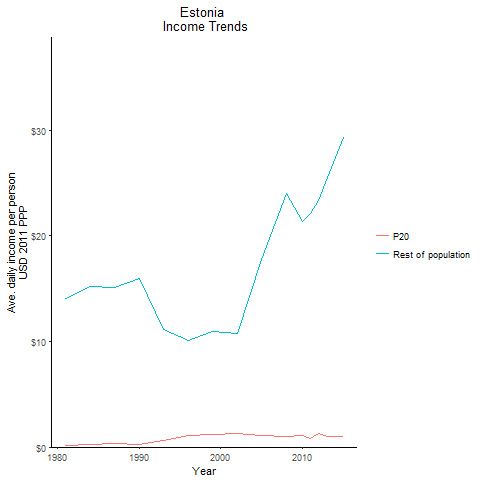 Estonia
Income Trends
Ave. daily income per person
USD 2011 PPP
$30
$20
$10
$0
1980
1990
2000
2010
Year
P20
Rest of population